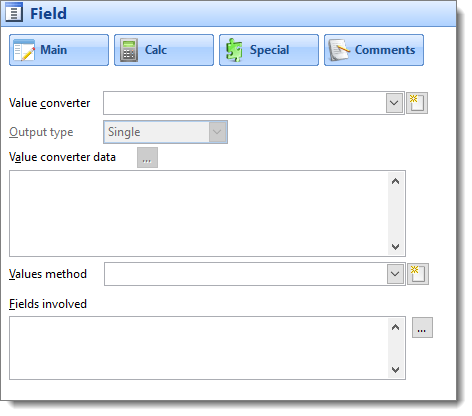 Field
Main Calc Special Comments
Value converter
Output type Single
Value converter data ...
Values method
Fields involved
...